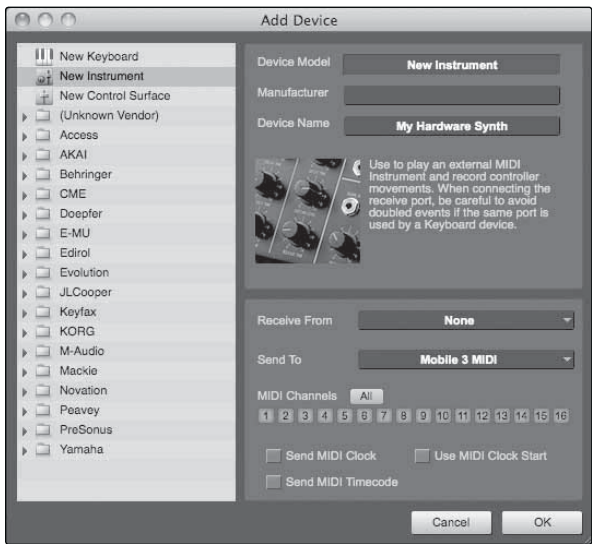 Add Device
New Keyboard
New Instrument
New Control Surface
(Unknown Vendor)
Access
AKAI
Behringer
CME
Doepfer
E-MU
Edirol
Evolution
JLCooper
Keyfax
KORG
M-Audio
Mackie
Novation
Peavey
PreSonus
Yamaha
Device Model New Instrument
Manufacturer
Device Name My Hardware Synth
Use to play an external MIDI
Instrument and record controller
movements. When connecting the
receive port, be careful to avoid
doubled events if the same port is
used by a Keyboard device.
Receive From None
Send To Mobile 3 MIDI
MIDI Channels All
1 2 3 4 5 6 7 8 9 10 11 12 13 14 15 16
Send MIDI Clock Use MIDI Clock Start
Send MIDI Timecode
Cancel OK